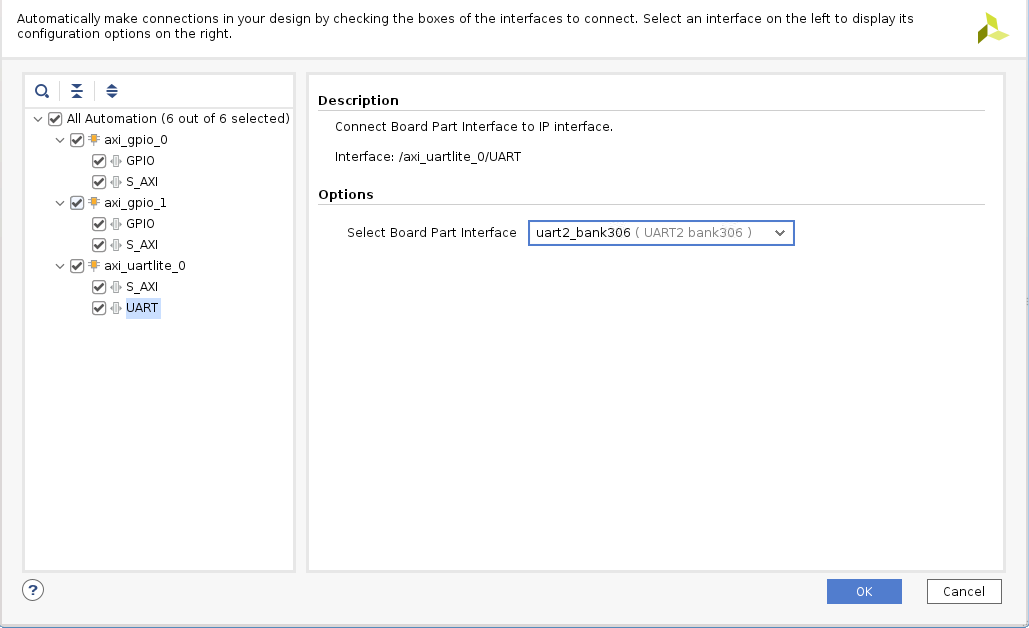 Automatically make connections in your design by checking the boxes of the interfaces to connect. Select an interface on the left to display its
configuration options on the right.
All Automation (6 out of 6 selected)
axi_gpio_0
GPIO
S_AXI
axi_gpio_1
GPIO
S_AXI
axi_uartlite_0
S_AXI
UART
Description
Connect Board Part Interface to IP interface.
Interface: /axi_uartlite_0/UART
Options
Select Board Part Interface uart2_bank306 ( UART2 bank306 )
?
OK Cancel